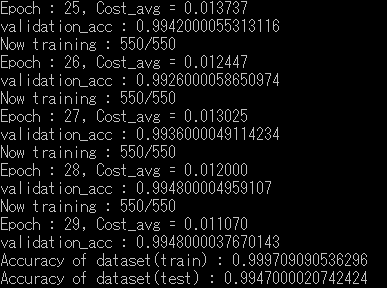 Epoch : 25, Cost_avg = 0.013737
validation_acc : 0.9942000055313116
Now training : 550/550
Epoch : 26, Cost_avg = 0.012447
validation_acc : 0.9926000058650974
Now training : 550/550
Epoch : 27, Cost_avg = 0.013025
validation_acc : 0.9936000049114234
Now training : 550/550
Epoch : 28, Cost_avg = 0.012000
validation_acc : 0.994800004959107
Now training : 550/550
Epoch : 29, Cost_avg = 0.011070
validation_acc : 0.9948000037670143
Accuracy of dataset(train) : 0.999709090536296
Accuracy of dataset(test) : 0.9947000020742424